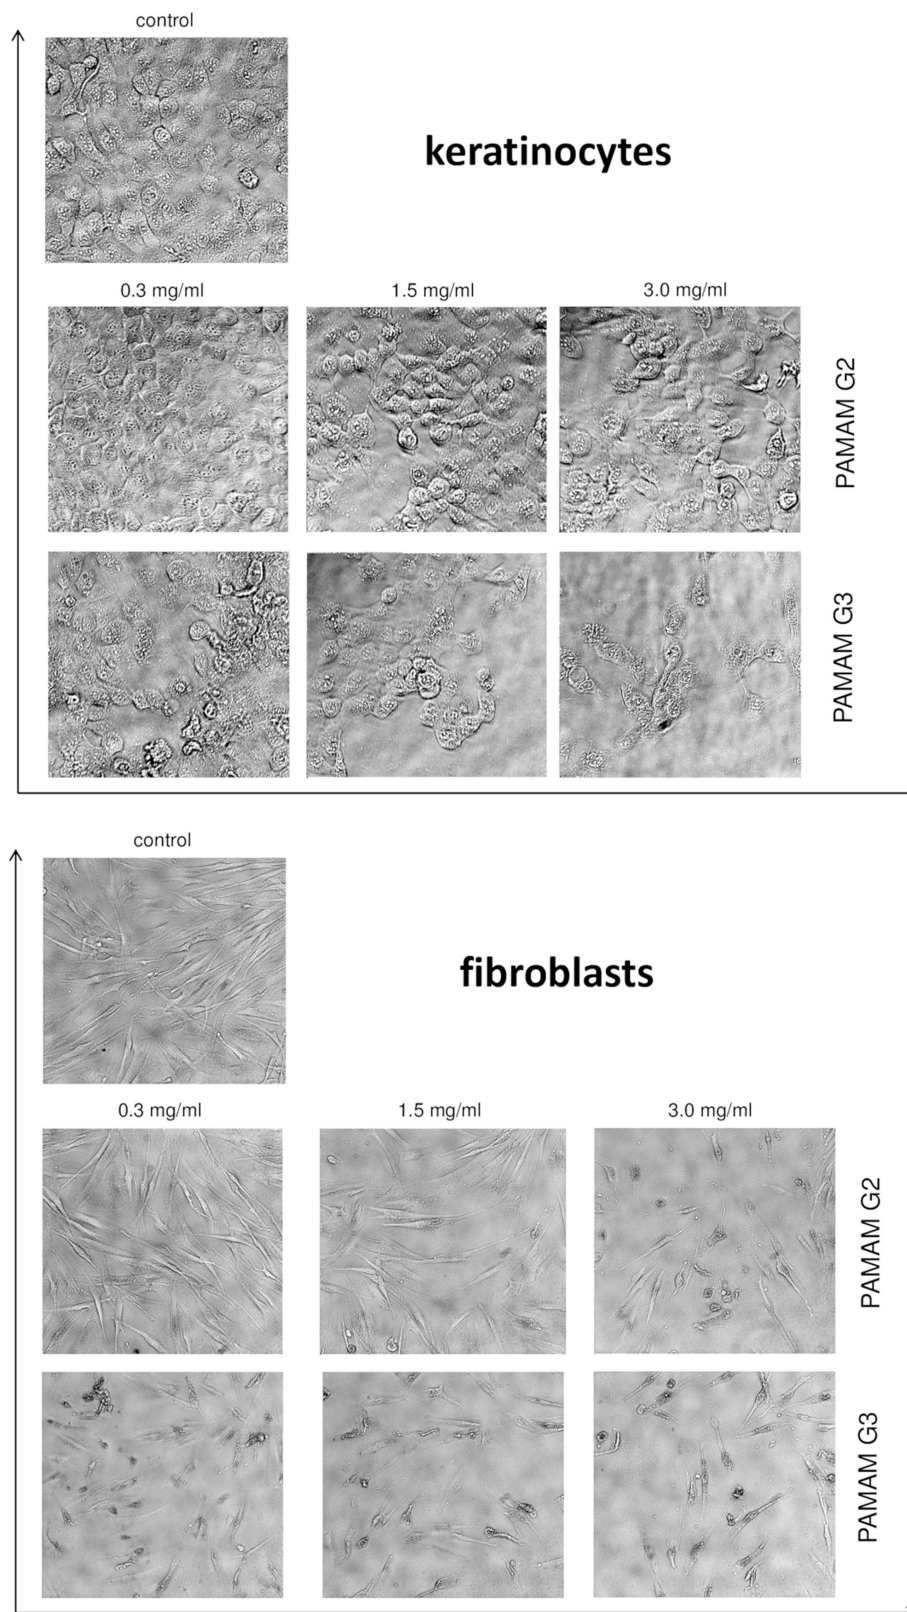 control
keratinocytes
0.3 mg/ml
1.5 mg/ml
3.0 mg/ml
PAMAM G2
PAMAM G3
control
fibroblasts
0.3 mg/ml
1.5 mg/ml
3.0 mg/ml
PAMAM G2
PAMAM G3